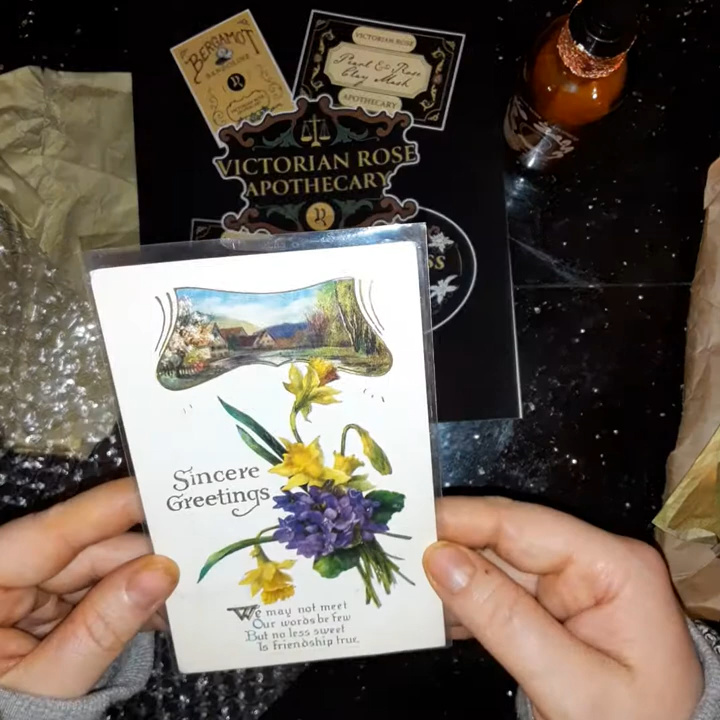 BERGAMOT
VICTORIAN ROSE
Pearl & Rose
Clay Mask
APOTHECARY
VICTORIAN ROSE
APOTHECARY
Sincere
Greetings
We may not meet
Our words be few
But no less sweet
Is friendship true.